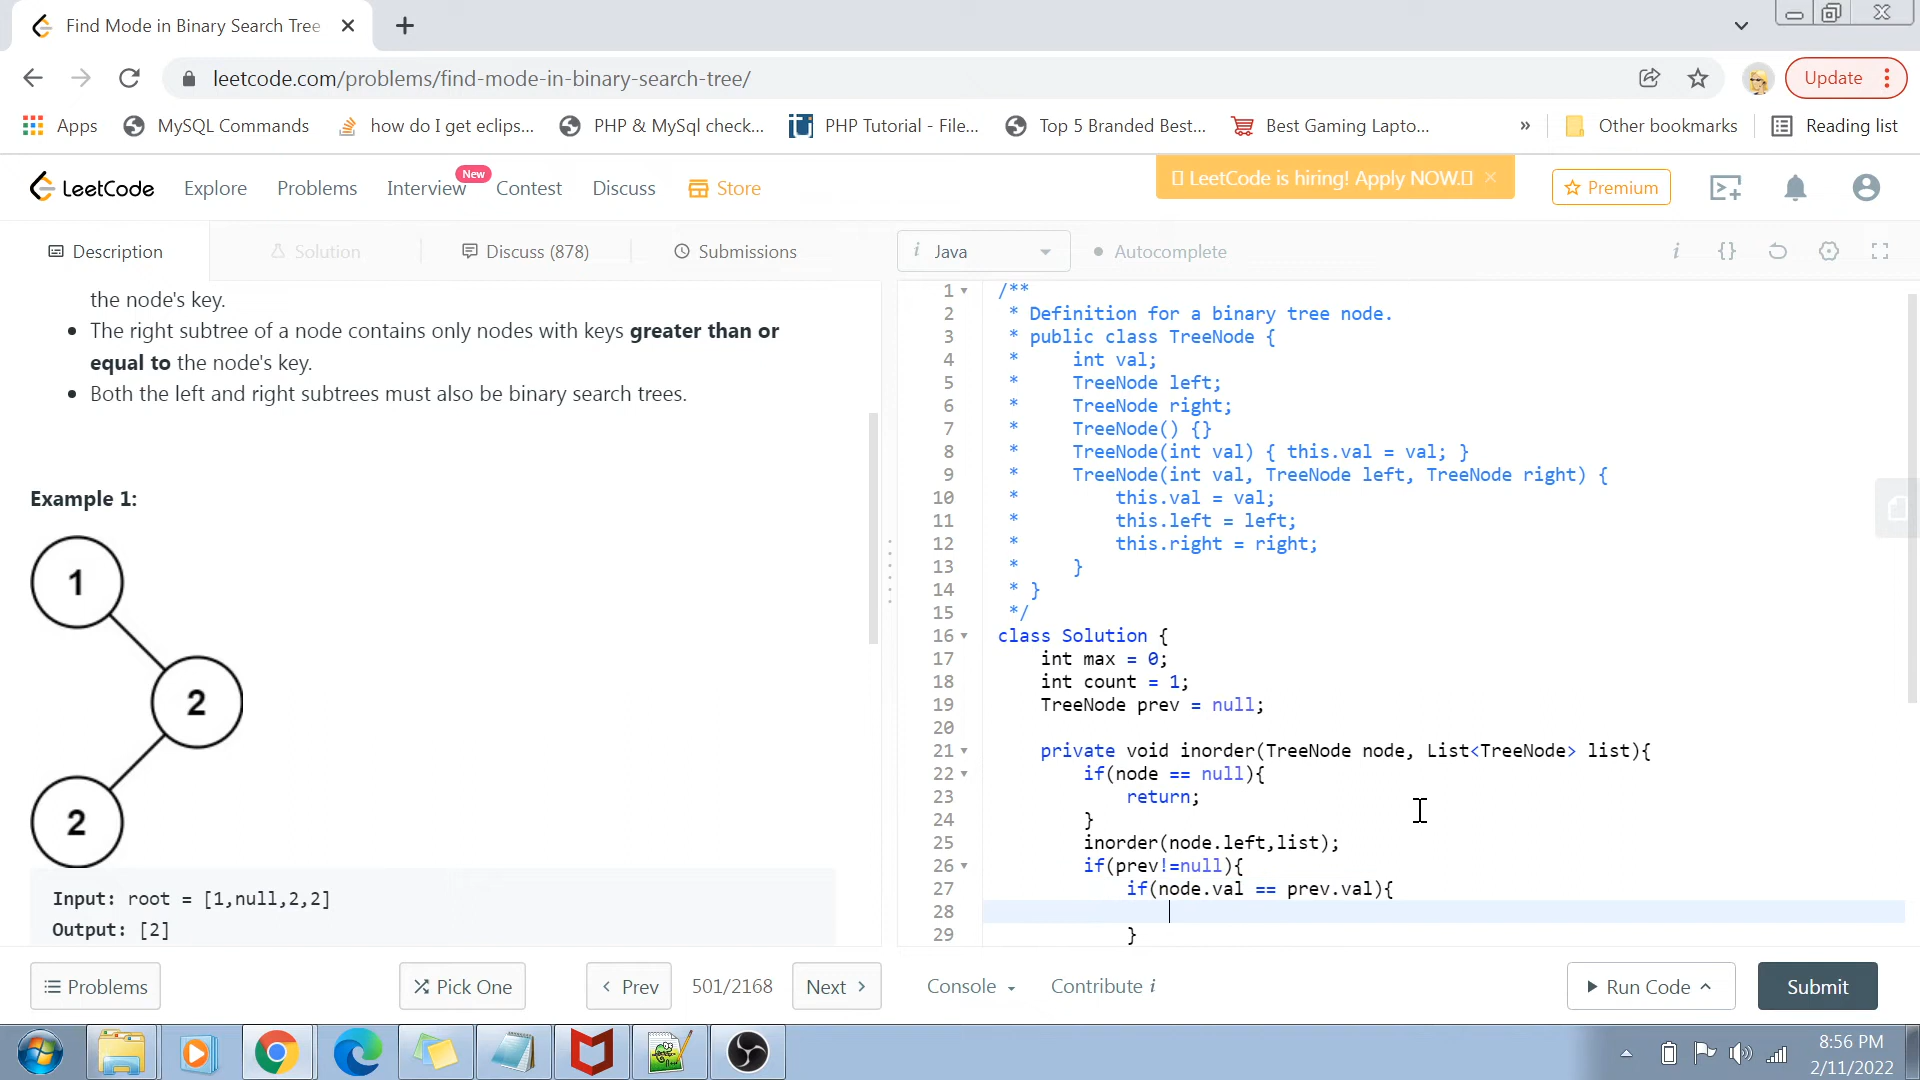 Find Mode in Binary Search Tree
leetcode.com/problems/find-mode-in-binary-search-tree/
Update
Apps
MySQL Commands
how do I get eclips...
PHP & MySql check...
PHP Tutorial - File...
Top 5 Branded Best...
Best Gaming Lapto...
»
Other bookmarks
Reading list
LeetCode
Explore
Problems
Interview
New
Contest
Discuss
Store
LeetCode is hiring! Apply NOW.
Premium
Description
Solution
Discuss (878)
Submissions
i Java
Autocomplete
i
{}
the node's key.
• The right subtree of a node contains only nodes with keys greater than or
equal to the node's key.
• Both the left and right subtrees must also be binary search trees.
Example 1:
1
2
2
Input: root = [1,null,2,2]
Output: [2]
1 /**
2 * Definition for a binary tree node.
3 * public class TreeNode {
4 * int val;
5 * TreeNode left;
6 * TreeNode right;
7 * TreeNode() {}
8 * TreeNode(int val) { this.val = val; }
9 * TreeNode(int val, TreeNode left, TreeNode right) {
10 * this.val = val;
11 * this.left = left;
12 * this.right = right;
13 * }
14 * }
15 */
16 class Solution {
17 int max = 0;
18 int count = 1;
19 TreeNode prev = null;
20
21 private void inorder(TreeNode node, List<TreeNode> list){
22 if(node == null){
23 return;
24 }
25 inorder(node.left,list);
26 if(prev!=null){
27 if(node.val == prev.val){
28
29 }
Problems
Pick One
‹ Prev
501/2168
Next ›
Console
Contribute i
Run Code
Submit
8:56 PM
2/11/2022